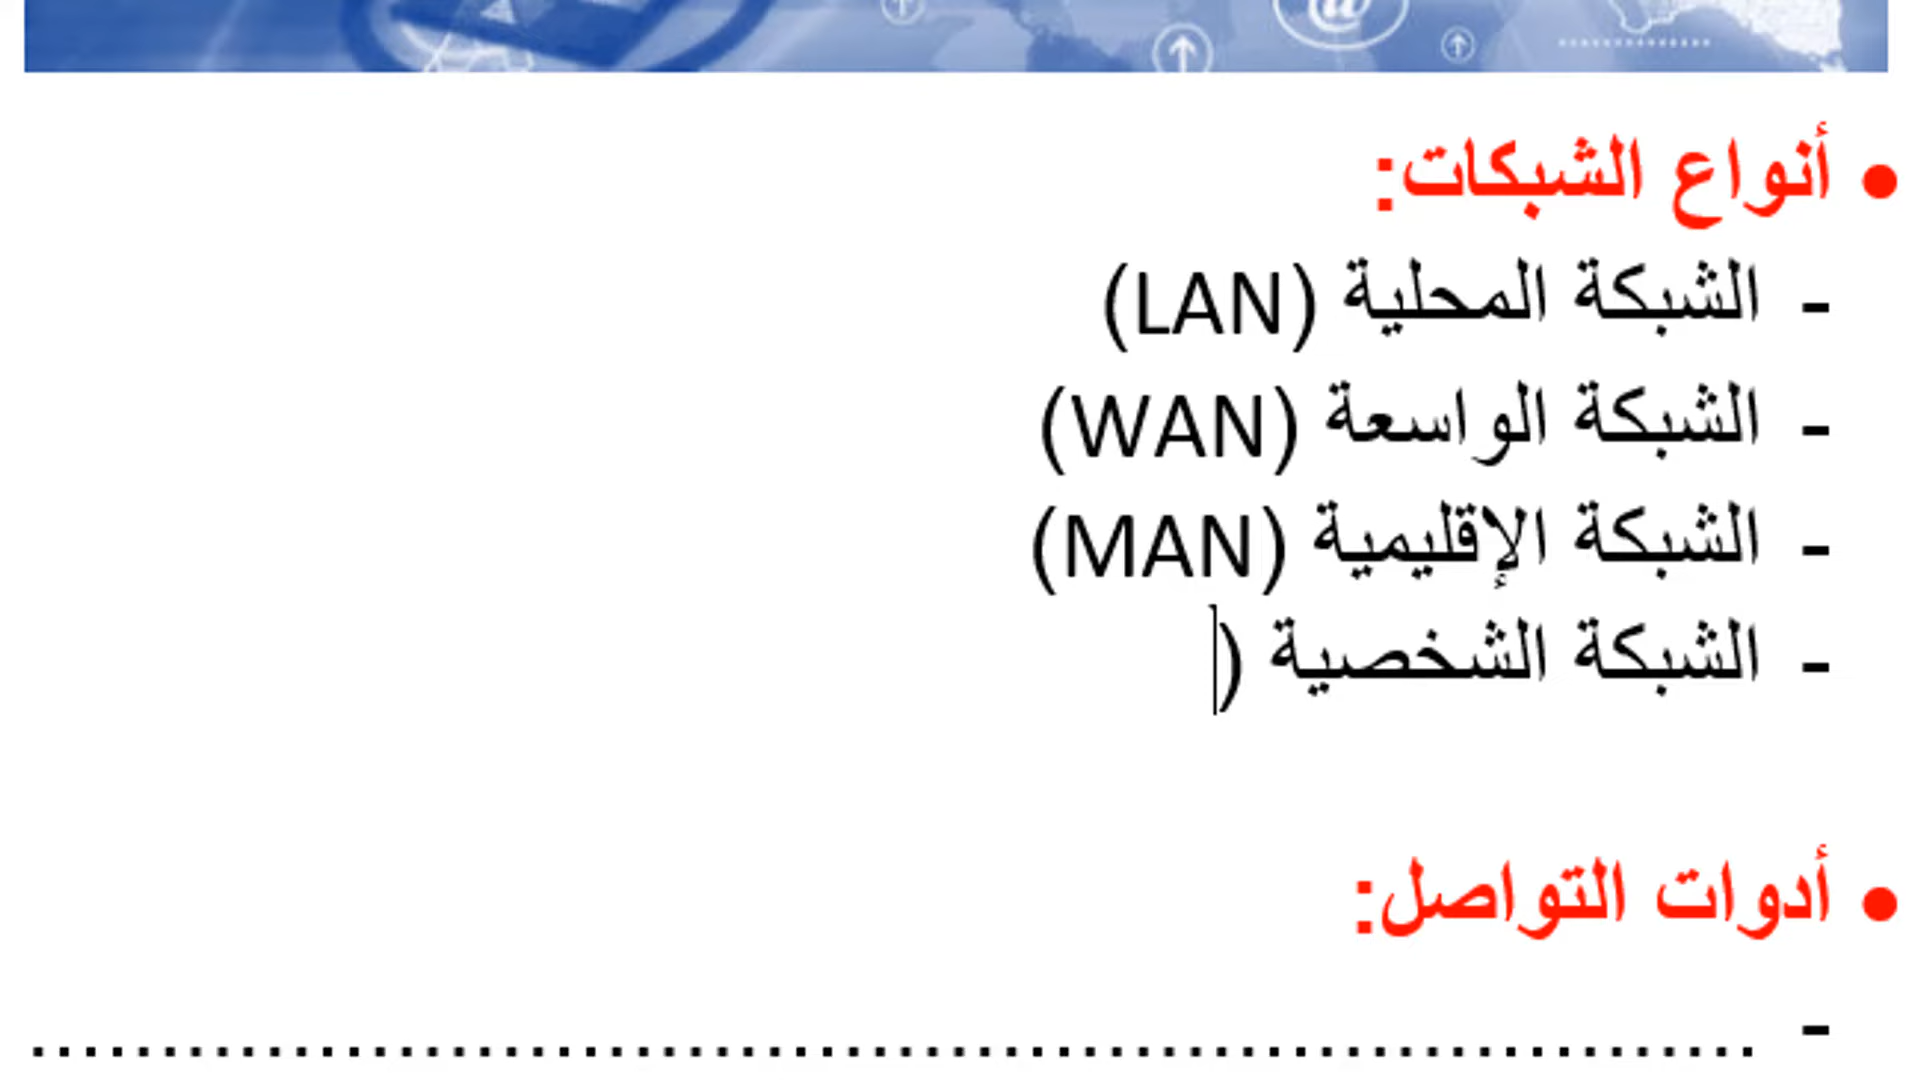 • أنواع الشبكات:
- الشبكة المحلية (LAN)
- الشبكة الواسعة (WAN)
- الشبكة الإقليمية (MAN)
- الشبكة الشخصية (
• أدوات التواصل:
- ..................................................................